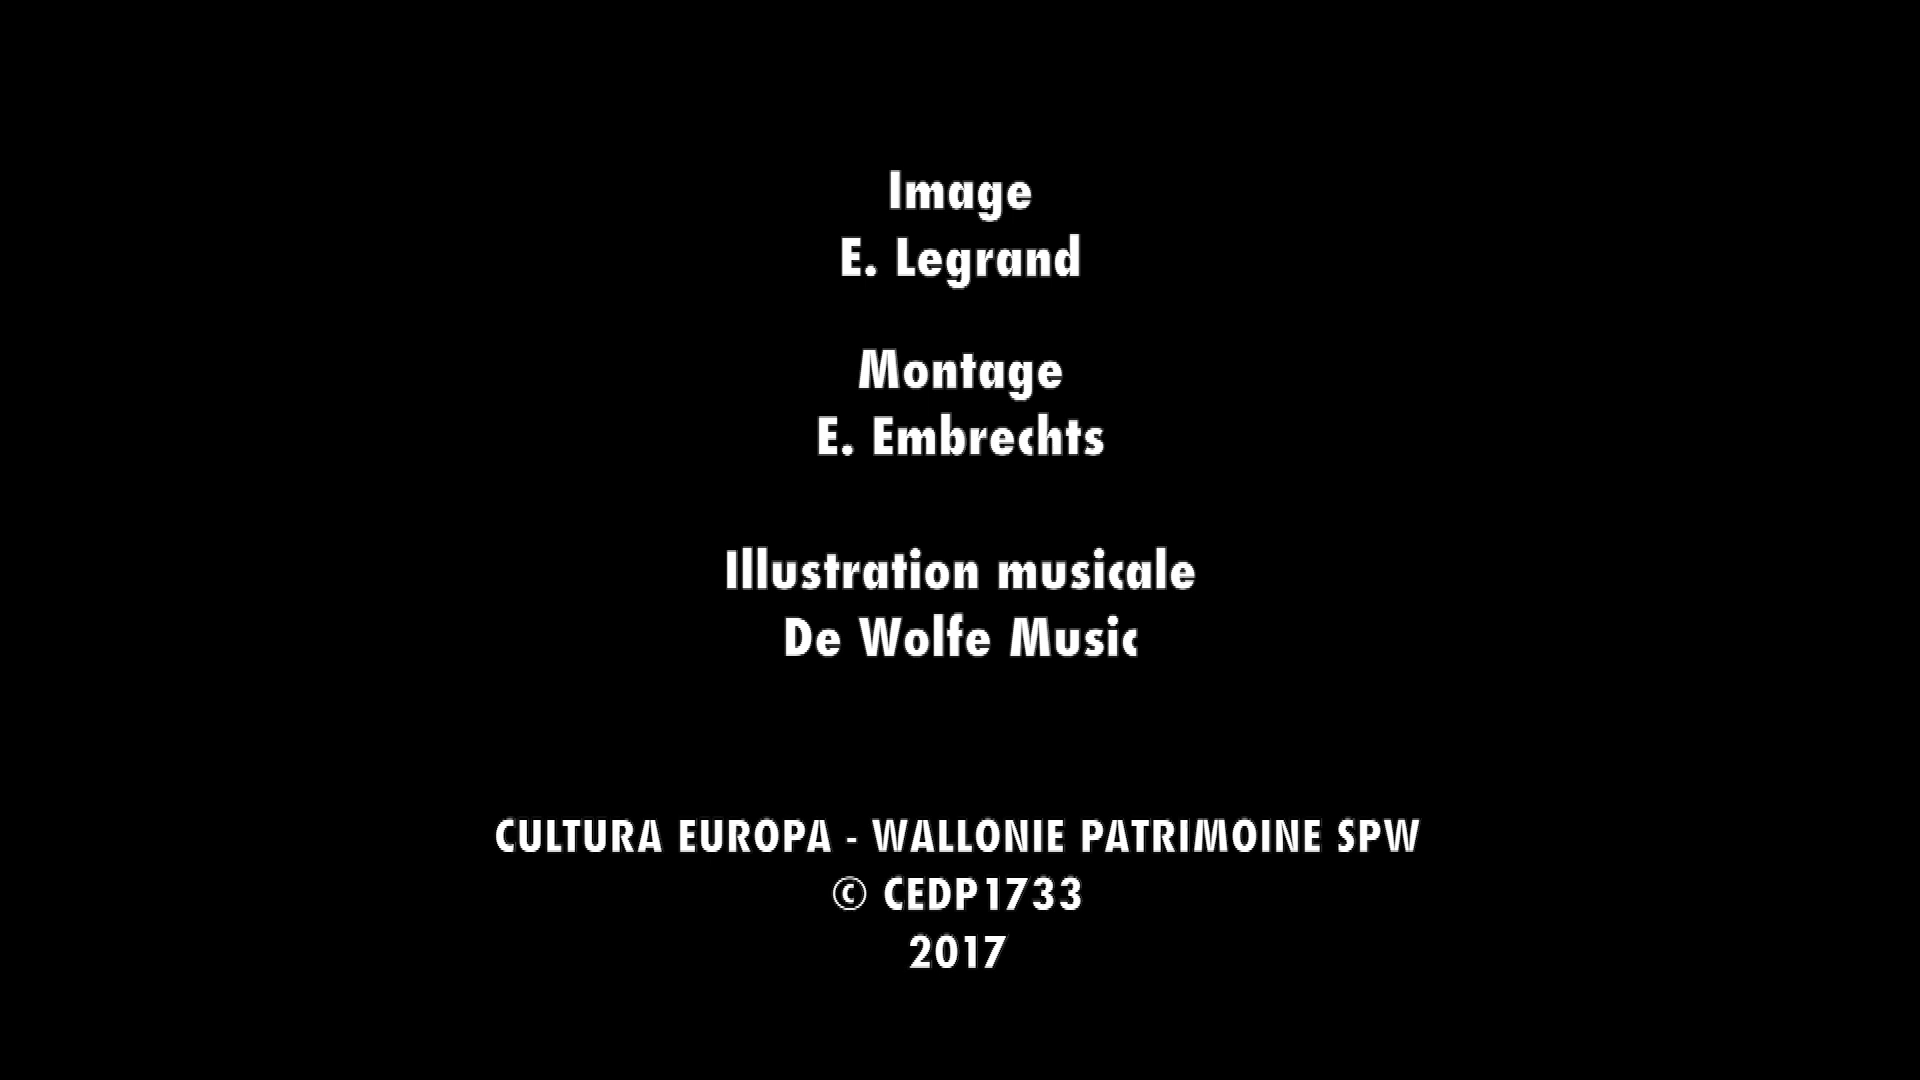 Image
E. Legrand
Montage
E. Embrechts
Illustration musicale
De Wolfe Music
CULTURA EUROPA - WALLONIE PATRIMOINE SPW
© CEDP1733
2017